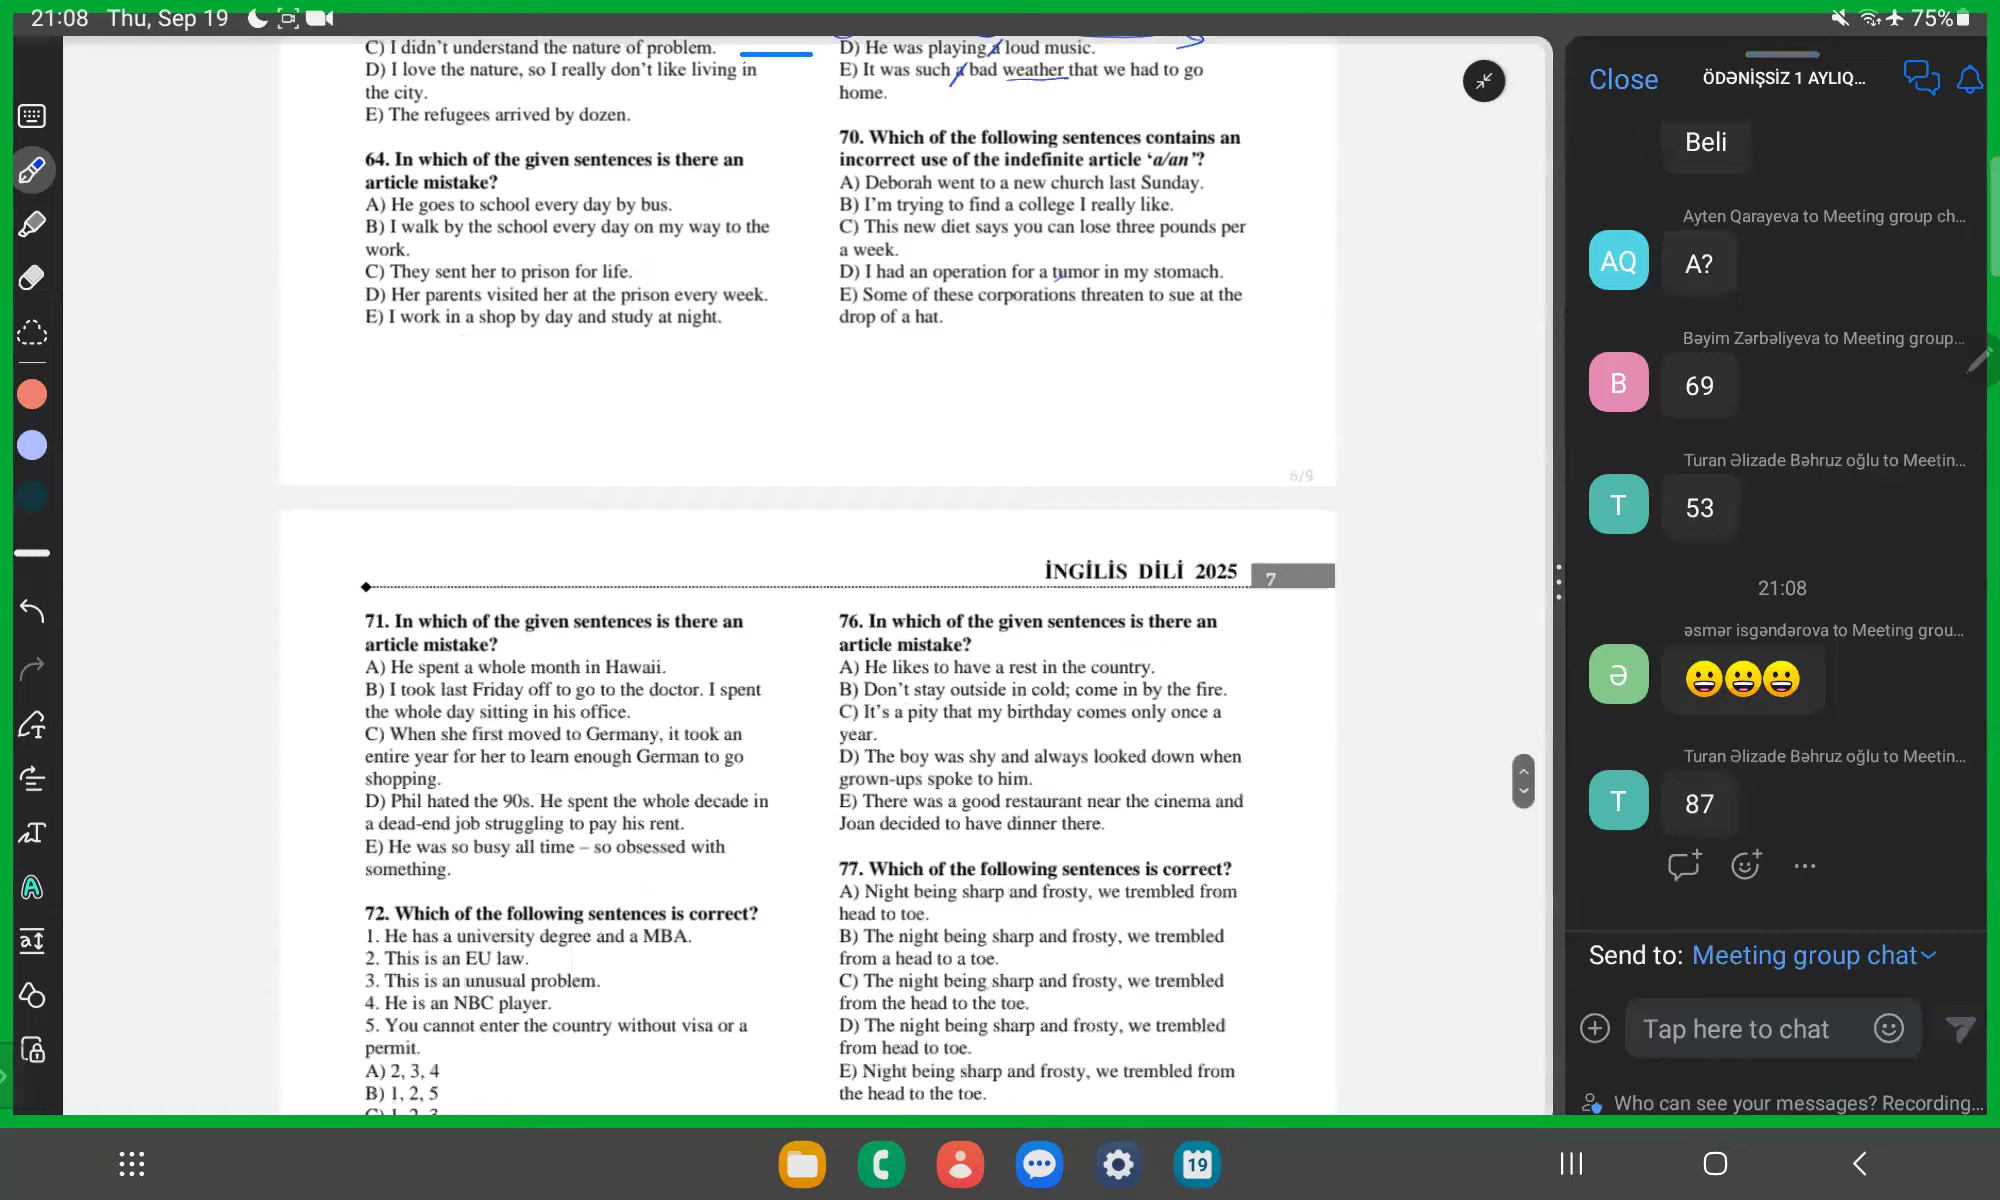 21:08 Thu, Sep 19
75%
C) I didn't understand the nature of problem.
D) I love the nature, so I really don't like living in
the city.
E) The refugees arrived by dozen.
64. In which of the given sentences is there an
article mistake?
A) He goes to school every day by bus.
B) I walk by the school every day on my way to the
work.
C) They sent her to prison for life.
D) Her parents visited her at the prison every week.
E) I work in a shop by day and study at night.
D) He was playing a loud music.
E) It was such a bad weather that we had to go
home.
70. Which of the following sentences contains an
incorrect use of the indefinite article 'a/an'?
A) Deborah went to a new church last Sunday.
B) I'm trying to find a college I really like.
C) This new diet says you can lose three pounds per
a week.
D) I had an operation for a tumor in my stomach.
E) Some of these corporations threaten to sue at the
drop of a hat.
6/9
İNGİLİS DİLİ 2025
7
71. In which of the given sentences is there an
article mistake?
A) He spent a whole month in Hawaii.
B) I took last Friday off to go to the doctor. I spent
the whole day sitting in his office.
C) When she first moved to Germany, it took an
entire year for her to learn enough German to go
shopping.
D) Phil hated the 90s. He spent the whole decade in
a dead-end job struggling to pay his rent.
E) He was so busy all time – so obsessed with
something.
72. Which of the following sentences is correct?
1. He has a university degree and a MBA.
2. This is an EU law.
3. This is an unusual problem.
4. He is an NBC player.
5. You cannot enter the country without visa or a
permit.
A) 2, 3, 4
B) 1, 2, 5
C) 1, 2, 3
76. In which of the given sentences is there an
article mistake?
A) He likes to have a rest in the country.
B) Don't stay outside in cold; come in by the fire.
C) It's a pity that my birthday comes only once a
year.
D) The boy was shy and always looked down when
grown-ups spoke to him.
E) There was a good restaurant near the cinema and
Joan decided to have dinner there.
77. Which of the following sentences is correct?
A) Night being sharp and frosty, we trembled from
head to toe.
B) The night being sharp and frosty, we trembled
from a head to a toe.
C) The night being sharp and frosty, we trembled
from the head to the toe.
D) The night being sharp and frosty, we trembled
from head to toe.
E) Night being sharp and frosty, we trembled from
the head to the toe.
Close
ÖDƏNİŞSİZ 1 AYLIQ...
Beli
Ayten Qarayeva to Meeting group ch...
AQ
A?
Bəyim Zərbəliyeva to Meeting group...
B
69
Turan Əlizade Bəhruz oğlu to Meetin...
T
53
21:08
əsmər isgəndərova to Meeting grou...
Ə
😀😀😀
Turan Əlizade Bəhruz oğlu to Meetin...
T
87
Send to: Meeting group chat
Tap here to chat
Who can see your messages? Recording...
19